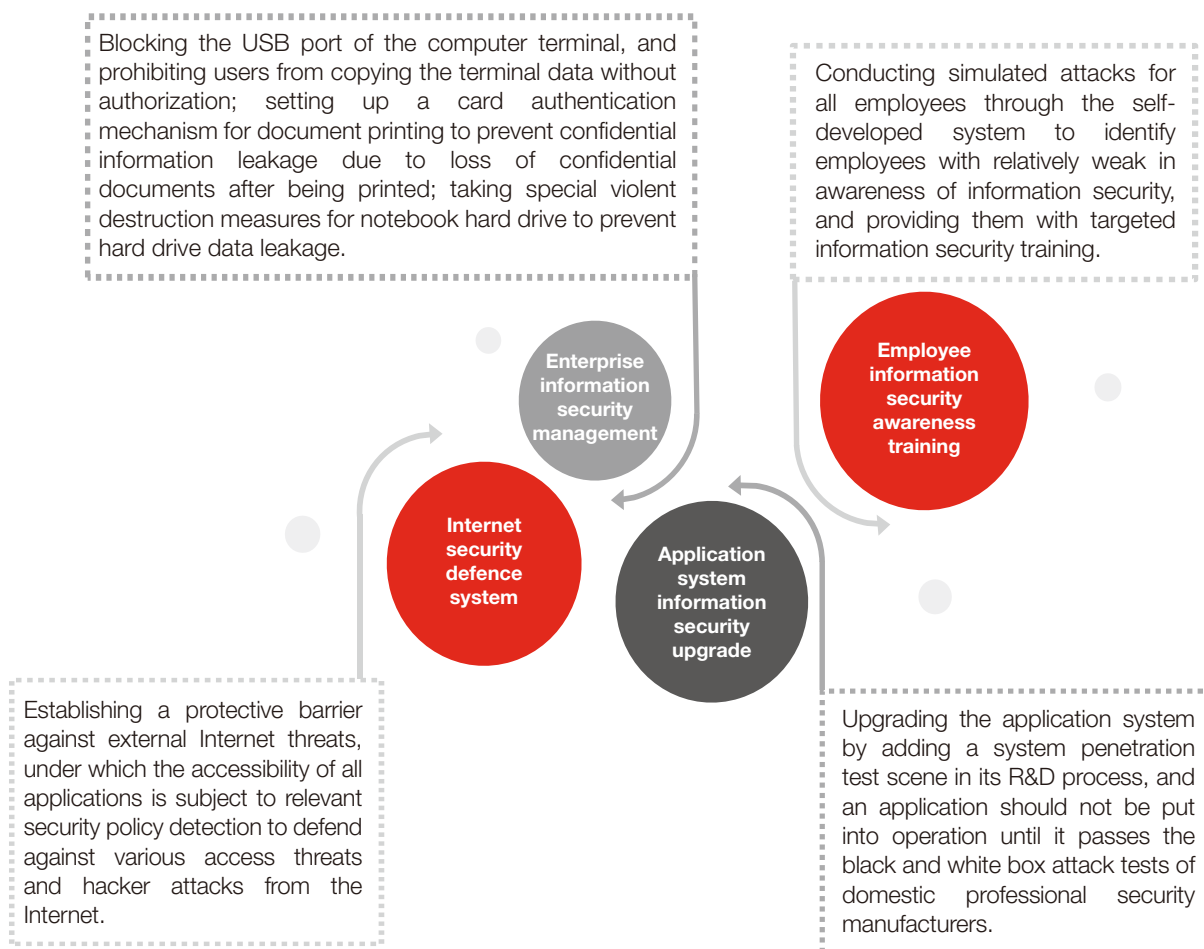 Blocking the USB port of the computer terminal, and
prohibiting users from copying the terminal data without
authorization; setting up a card authentication
mechanism for document printing to prevent confidential
information leakage due to loss of confidential
documents after being printed; taking special violent
destruction measures for notebook hard drive to prevent
hard drive data leakage.
Conducting simulated attacks for
all employees through the self-
developed system to identify
employees with relatively weak in
awareness of information security,
and providing them with targeted
information security training.
Enterprise
information
security
management
Employee
information
security
awareness
training
Internet
security
defence
system
Application
system
information
security
upgrade
Establishing a protective barrier
against external Internet threats,
under which the accessibility of all
applications is subject to relevant
security policy detection to defend
against various access threats
and hacker attacks from the
Internet.
Upgrading the application system
by adding a system penetration
test scene in its R&D process, and
an application should not be put
into operation until it passes the
black and white box attack tests of
domestic professional security
manufacturers.